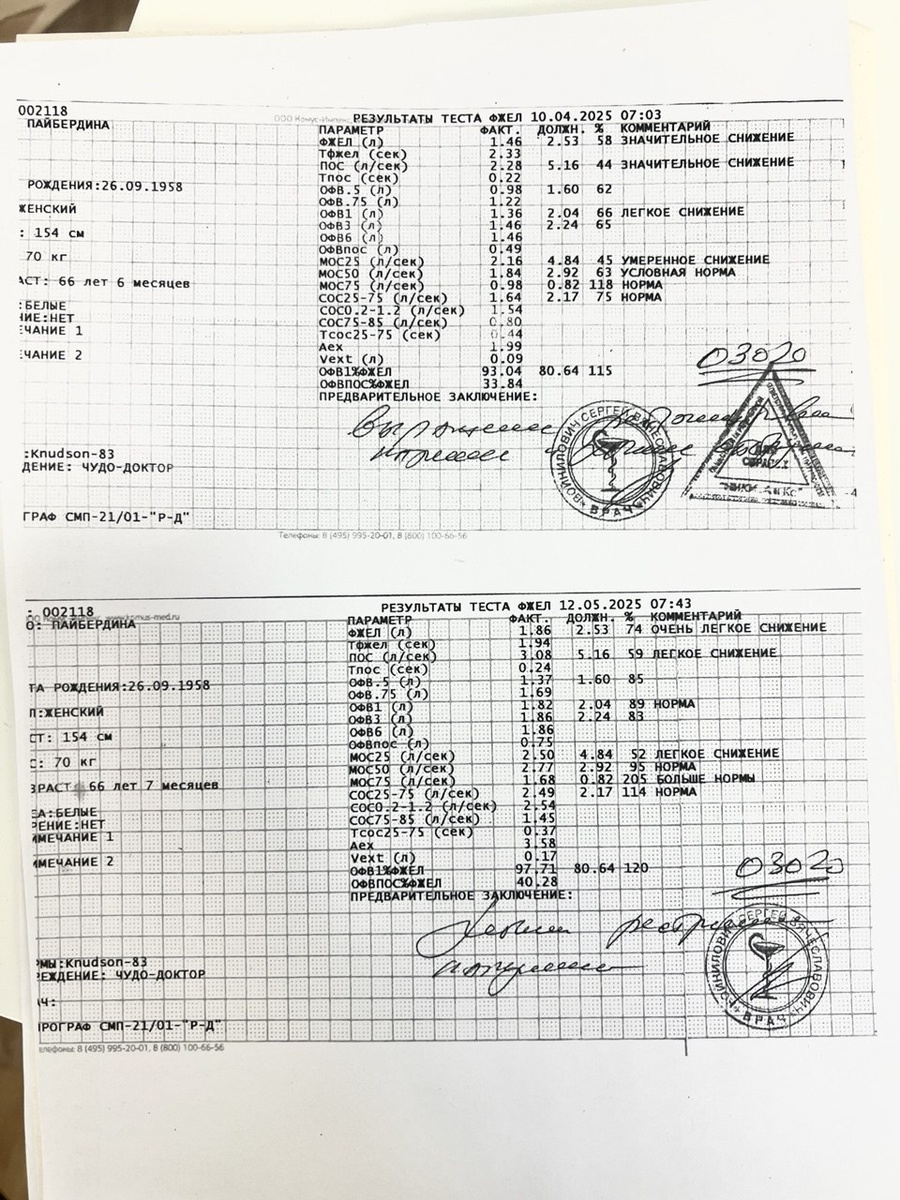 002118
ПАЙБЕРДИНА
РОЖДЕНИЯ:26.09.1958
ЖЕНСКИЙ
: 154 см
70 кг
АСТ: 66 лет 6 месяцев
:БЕЛЫЕ
НИЕ:НЕТ
ЕЧАНИЕ 1
ЕЧАНИЕ 2
:Knudson-83
ДЕНИЕ: ЧУДО-ДОКТОР
ГРАФ СМП-21/01-"Р-Д"
РЕЗУЛЬТАТЫ ТЕСТА ФЖЕЛ 10.04.2025 07:03
ПАРАМЕТР ФАКТ. ДОЛЖН. % КОММЕНТАРИЙ
ФЖЕЛ (л) 1.46 2.53 58 ЗНАЧИТЕЛЬНОЕ СНИЖЕНИЕ
Тфжел (сек) 2.33
ПОС (л/сек) 2.28 5.16 44 ЗНАЧИТЕЛЬНОЕ СНИЖЕНИЕ
Тпос (сек) 0.22
ОФВ.5 (л) 0.98 1.60 62
ОФВ.75 (л) 1.22
ОФВ1 (л) 1.36 2.04 66 ЛЕГКОЕ СНИЖЕНИЕ
ОФВ3 (л) 1.46 2.24 65
ОФВ6 (л) 1.46
ОФВпос (л) 0.49
МОС25 (л/сек) 2.16 4.84 45 УМЕРЕННОЕ СНИЖЕНИЕ
МОС50 (л/сек) 1.84 2.92 63 УСЛОВНАЯ НОРМА
МОС75 (л/сек) 0.98 0.82 118 НОРМА
СОС25-75 (л/сек) 1.64 2.17 75 НОРМА
СОС0.2-1.2 (л/сек) 1.54
СОС75-85 (л/сек) 0.80
Тсос25-75 (сек) 0.44
Аех 1.99
Vext (л) 0.09
ОФВ1%ФЖЕЛ 93.04 80.64 115
ОФВПОС%ФЖЕЛ 33.84
ПРЕДВАРИТЕЛЬНОЕ ЗАКЛЮЧЕНИЕ:
03020
ВОЙНИЛОВИЧ СЕРГЕЙ ВЯЧЕСЛАВОВИЧ
ВРАЧ
Телефоны: 8 (495) 995-20-01, 8 (800) 100-66-56
: 002118
О: ПАЙБЕРДИНА
ТА РОЖДЕНИЯ:26.09.1958
Л:ЖЕНСКИЙ
СТ: 154 см
С: 70 кг
ЗРАСТ: 66 лет 7 месяцев
СА:БЕЛЫЕ
РЕНИЕ:НЕТ
ИМЕЧАНИЕ 1
ИМЕЧАНИЕ 2
РМЫ:Knudson-83
РЕЖДЕНИЕ: ЧУДО-ДОКТОР
АЧ:
ИРОГРАФ СМП-21/01-"Р-Д"
РЕЗУЛЬТАТЫ ТЕСТА ФЖЕЛ 12.05.2025 07:43
ПАРАМЕТР ФАКТ. ДОЛЖН. % КОММЕНТАРИЙ
ФЖЕЛ (л) 1.86 2.53 74 ОЧЕНЬ ЛЕГКОЕ СНИЖЕНИЕ
Тфжел (сек) 1.94
ПОС (л/сек) 3.08 5.16 59 ЛЕГКОЕ СНИЖЕНИЕ
Тпос (сек) 0.24
ОФВ.5 (л) 1.37 1.60 85
ОФВ.75 (л) 1.69
ОФВ1 (л) 1.82 2.04 89 НОРМА
ОФВ3 (л) 1.86 2.24 83
ОФВ6 (л) 1.86
ОФВпос (л) 0.75
МОС25 (л/сек) 2.50 4.84 52 ЛЕГКОЕ СНИЖЕНИЕ
МОС50 (л/сек) 2.77 2.92 95 НОРМА
МОС75 (л/сек) 1.68 0.82 205 БОЛЬШЕ НОРМЫ
СОС25-75 (л/сек) 2.49 2.17 114 НОРМА
СОС0.2-1.2 (л/сек) 2.54
СОС75-85 (л/сек) 1.45
Тсос25-75 (сек) 0.37
Аех 3.58
Vext (л) 0.17
ОФВ1%ФЖЕЛ 97.71 80.64 120
ОФВПОС%ФЖЕЛ 40.28
ПРЕДВАРИТЕЛЬНОЕ ЗАКЛЮЧЕНИЕ:
03020
ВОЙНИЛОВИЧ СЕРГЕЙ ВЯЧЕСЛАВОВИЧ
ВРАЧ
елефоны: 8 (495) 995-20-01, 8 (800) 100-66-56